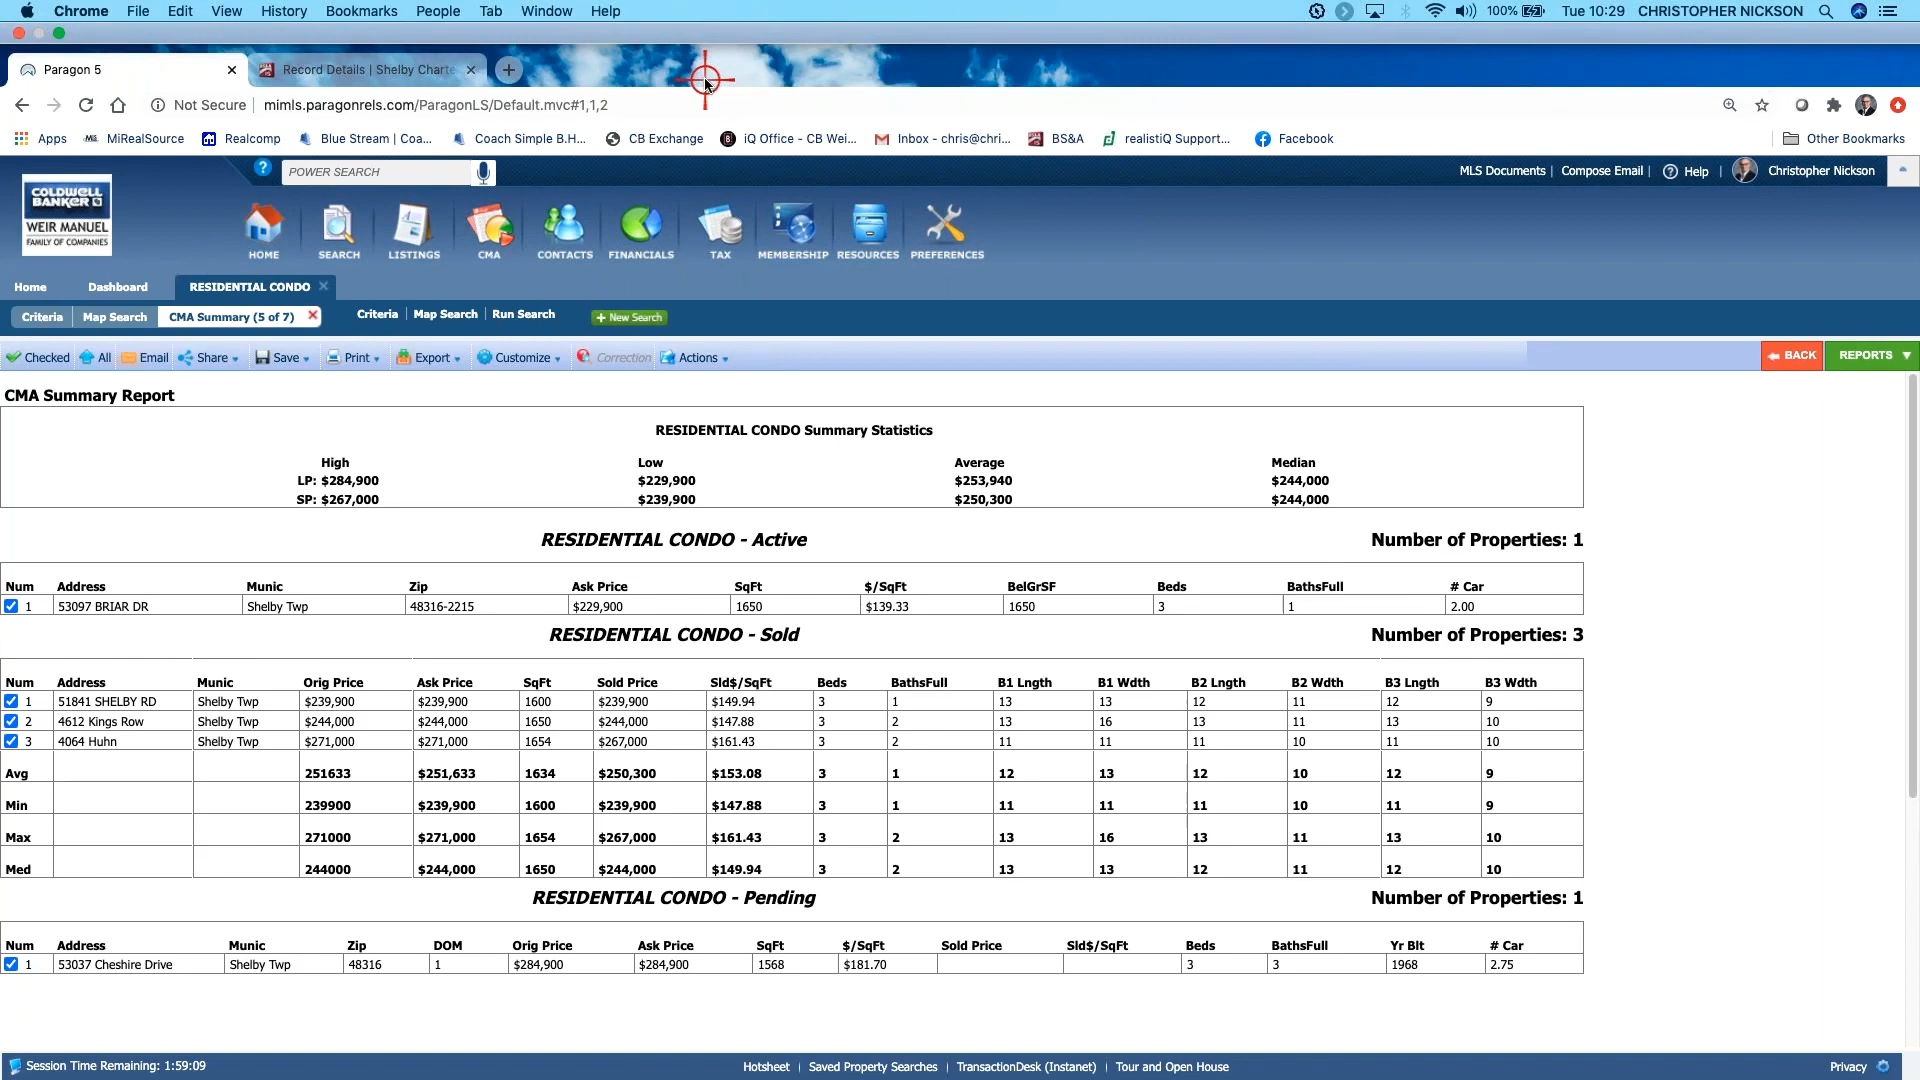 Chrome File Edit View History Bookmarks People Tab Window Help 100% Tue 10:29 CHRISTOPHER NICKSON
Paragon 5 Record Details | Shelby Charte
Not Secure mimls.paragonrels.com/ParagonLS/Default.mvc#1,1,2
Apps MiRealSource Realcomp Blue Stream | Coa... Coach Simple B.H... CB Exchange iQ Office - CB Wei... Inbox - chris@chri... BS&A realistiQ Support... Facebook Other Bookmarks
POWER SEARCH MLS Documents | Compose Email | Help | Christopher Nickson
COLDWELL BANKER
WEIR MANUEL
FAMILY OF COMPANIES
HOME SEARCH LISTINGS CMA CONTACTS FINANCIALS TAX MEMBERSHIP RESOURCES PREFERENCES
Home Dashboard RESIDENTIAL CONDO
Criteria Map Search CMA Summary (5 of 7) Criteria | Map Search | Run Search + New Search
Checked All Email Share Save Print Export Customize Correction Actions BACK REPORTS
CMA Summary Report
RESIDENTIAL CONDO Summary Statistics
High Low Average Median
LP: $284,900 $229,900 $253,940 $244,000
SP: $267,000 $239,900 $250,300 $244,000
RESIDENTIAL CONDO - Active Number of Properties: 1
Num Address Munic Zip Ask Price SqFt $/SqFt BelGrSF Beds BathsFull # Car
1 53097 BRIAR DR Shelby Twp 48316-2215 $229,900 1650 $139.33 1650 3 1 2.00
RESIDENTIAL CONDO - Sold Number of Properties: 3
Num Address Munic Orig Price Ask Price SqFt Sold Price Sld$/SqFt Beds BathsFull B1 Lngth B1 Wdth B2 Lngth B2 Wdth B3 Lngth B3 Wdth
1 51841 SHELBY RD Shelby Twp $239,900 $239,900 1600 $239,900 $149.94 3 1 13 13 12 11 12 9
2 4612 Kings Row Shelby Twp $244,000 $244,000 1650 $244,000 $147.88 3 2 13 16 13 11 13 10
3 4064 Huhn Shelby Twp $271,000 $271,000 1654 $267,000 $161.43 3 2 11 11 11 10 11 10
Avg 251633 $251,633 1634 $250,300 $153.08 3 1 12 13 12 10 12 9
Min 239900 $239,900 1600 $239,900 $147.88 3 1 11 11 11 10 11 9
Max 271000 $271,000 1654 $267,000 $161.43 3 2 13 16 13 11 13 10
Med 244000 $244,000 1650 $244,000 $149.94 3 2 13 13 12 11 12 10
RESIDENTIAL CONDO - Pending Number of Properties: 1
Num Address Munic Zip DOM Orig Price Ask Price SqFt $/SqFt Sold Price Sld$/SqFt Beds BathsFull Yr Blt # Car
1 53037 Cheshire Drive Shelby Twp 48316 1 $284,900 $284,900 1568 $181.70 3 3 1968 2.75
Session Time Remaining: 1:59:09 Hotsheet | Saved Property Searches | TransactionDesk (Instanet) | Tour and Open House Privacy